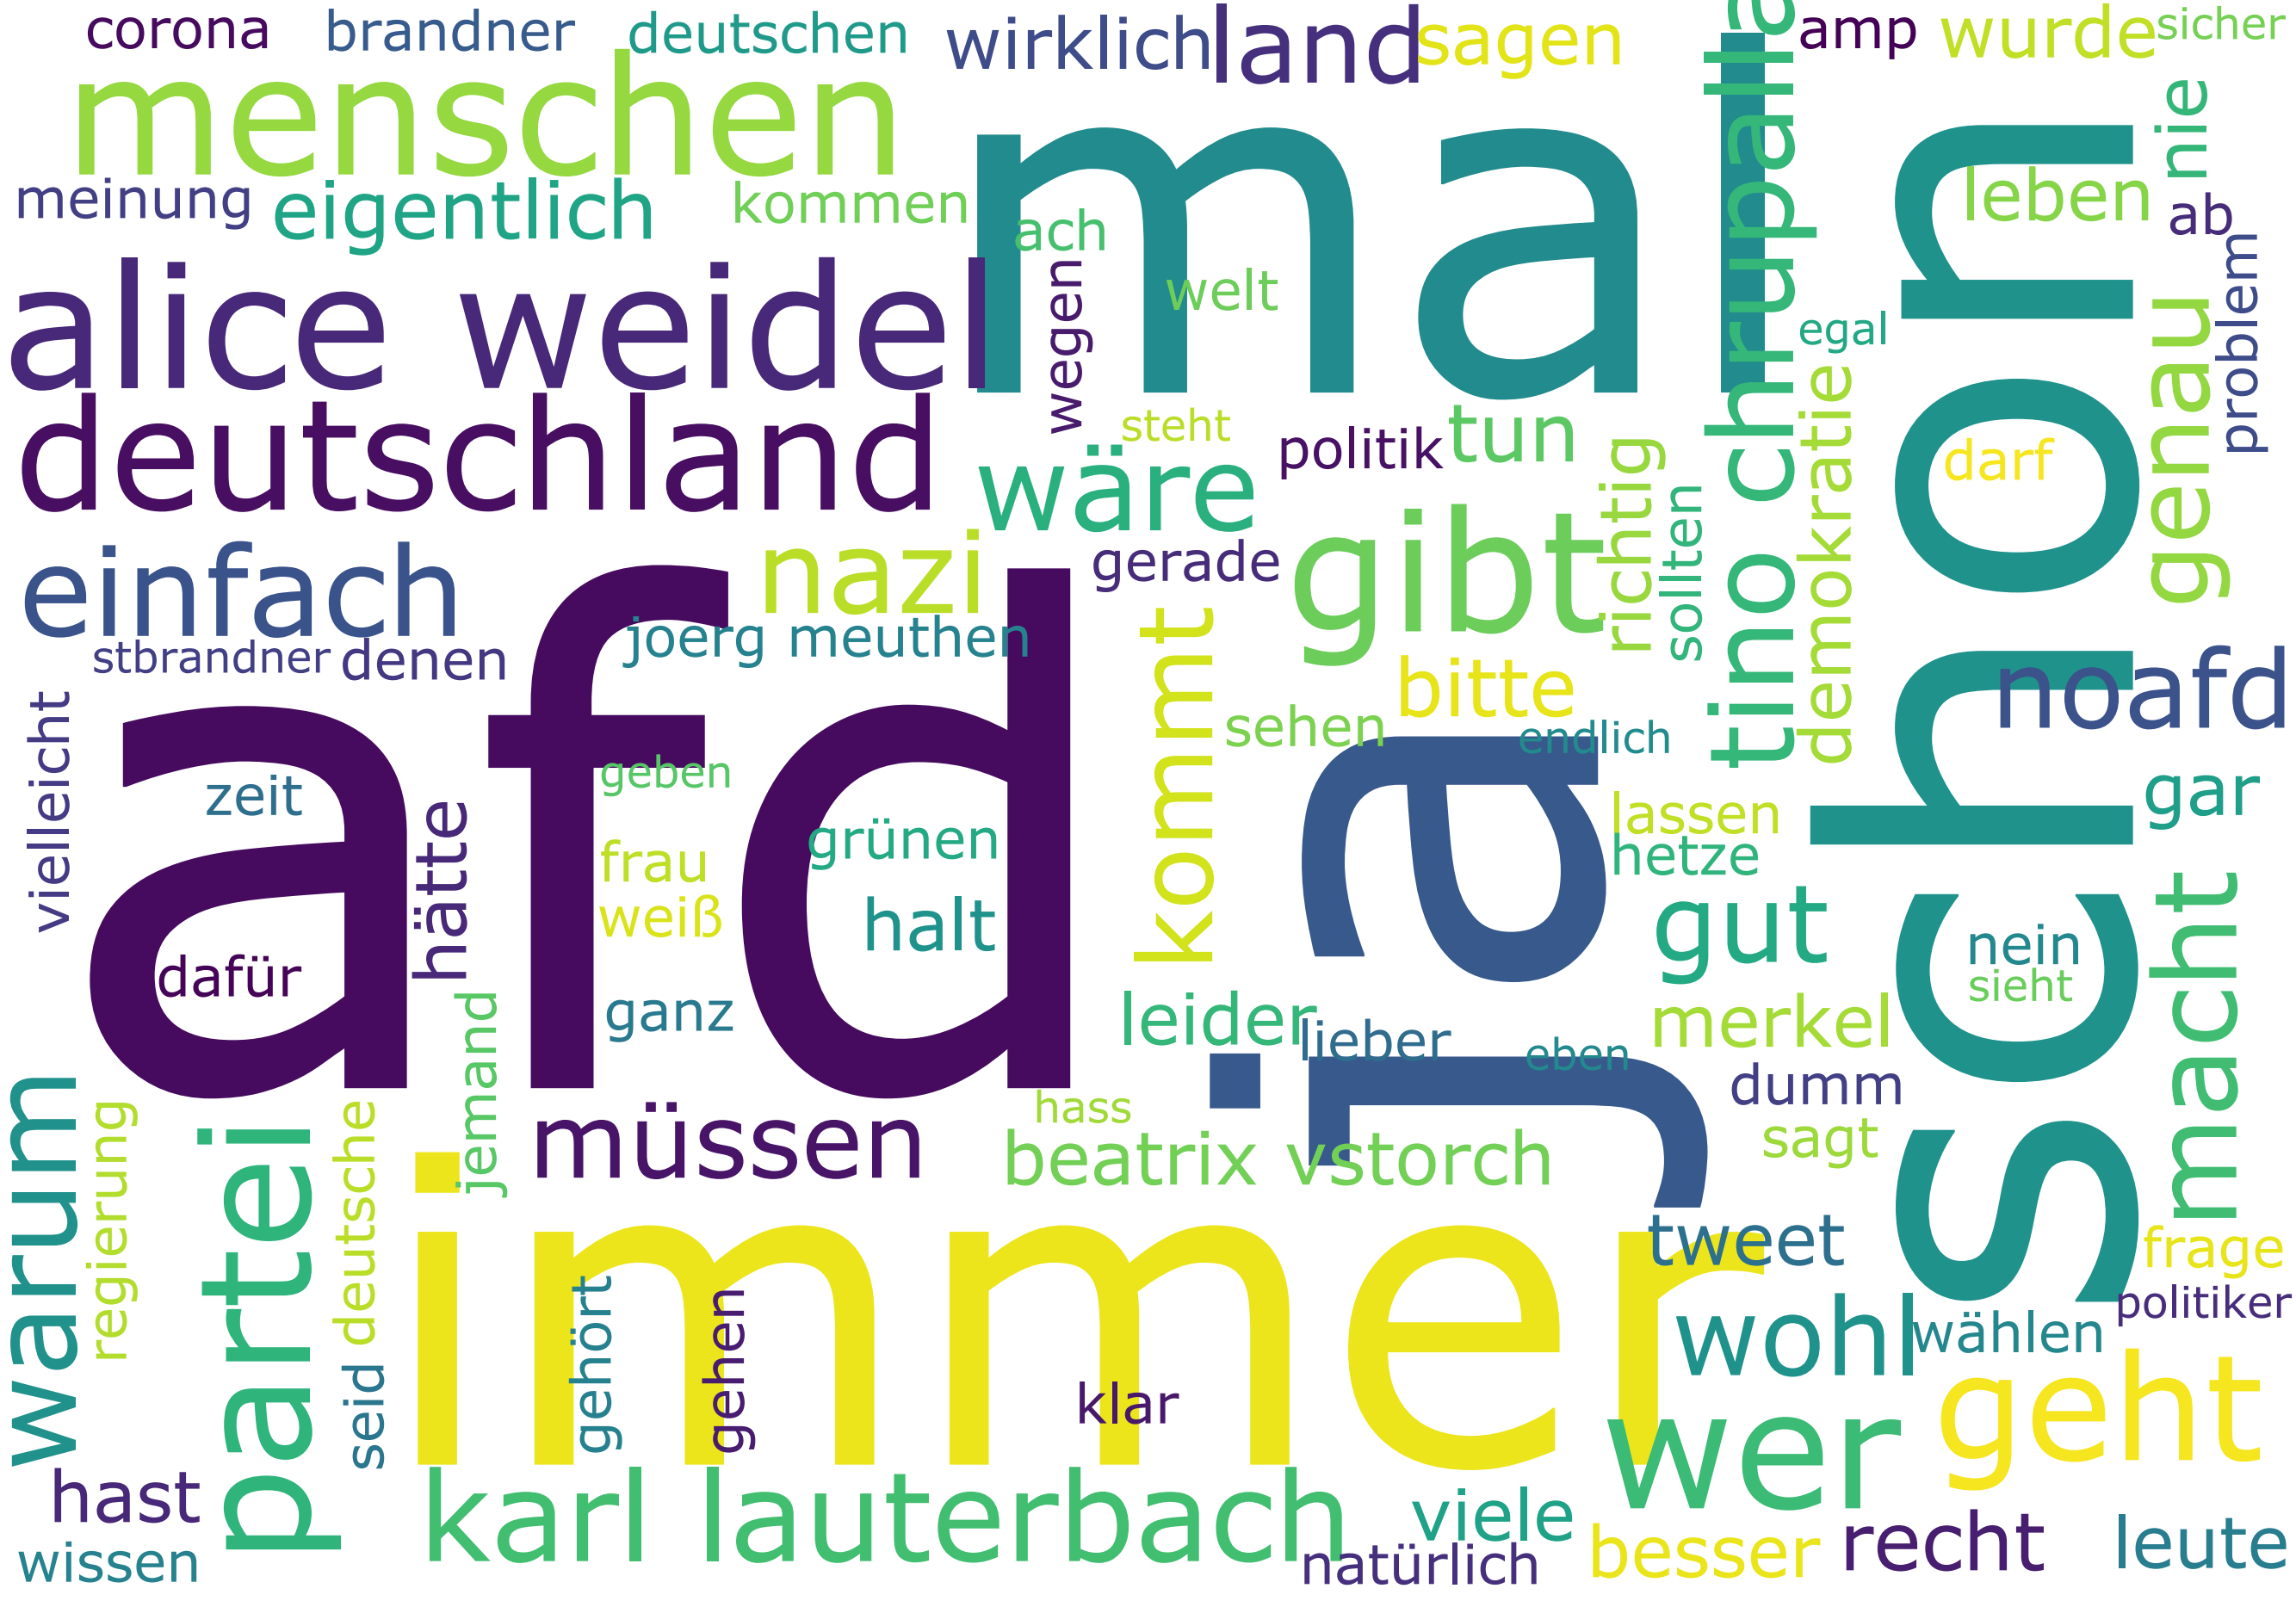 corona
brandner
deutschen
wirklich
land
sagen
amp
wurde
sicher
menschen
mal
tino chrupalla
schon
nie
meinung
eigentlich
kommen
ach
leben
ab
alice weidel
wegen
welt
egal
problem
genau
deutschland
steht
politik
tun
richtig
demokratie
darf
wäre
sollten
einfach
nazi
gerade
gibt
stbrandner
denen
joerg meuthen
kommt
bitte
noafd
vielleicht
afd
sehen
endlich
zeit
geben
ja
lassen
gar
hätte
frau
grünen
hetze
weiß
halt
gut
nein
macht
dafür
ganz
sieht
jemand
leider
lieber
eben
merkel
warum
regierung
partei
deutsche
müssen
hass
dumm
beatrix vstorch
sagt
immer
tweet
frage
gehört
gehen
wohl
wählen
politiker
seid
klar
wer
geht
hast
karl lauterbach
viele
besser
recht
leute
wissen
natürlich